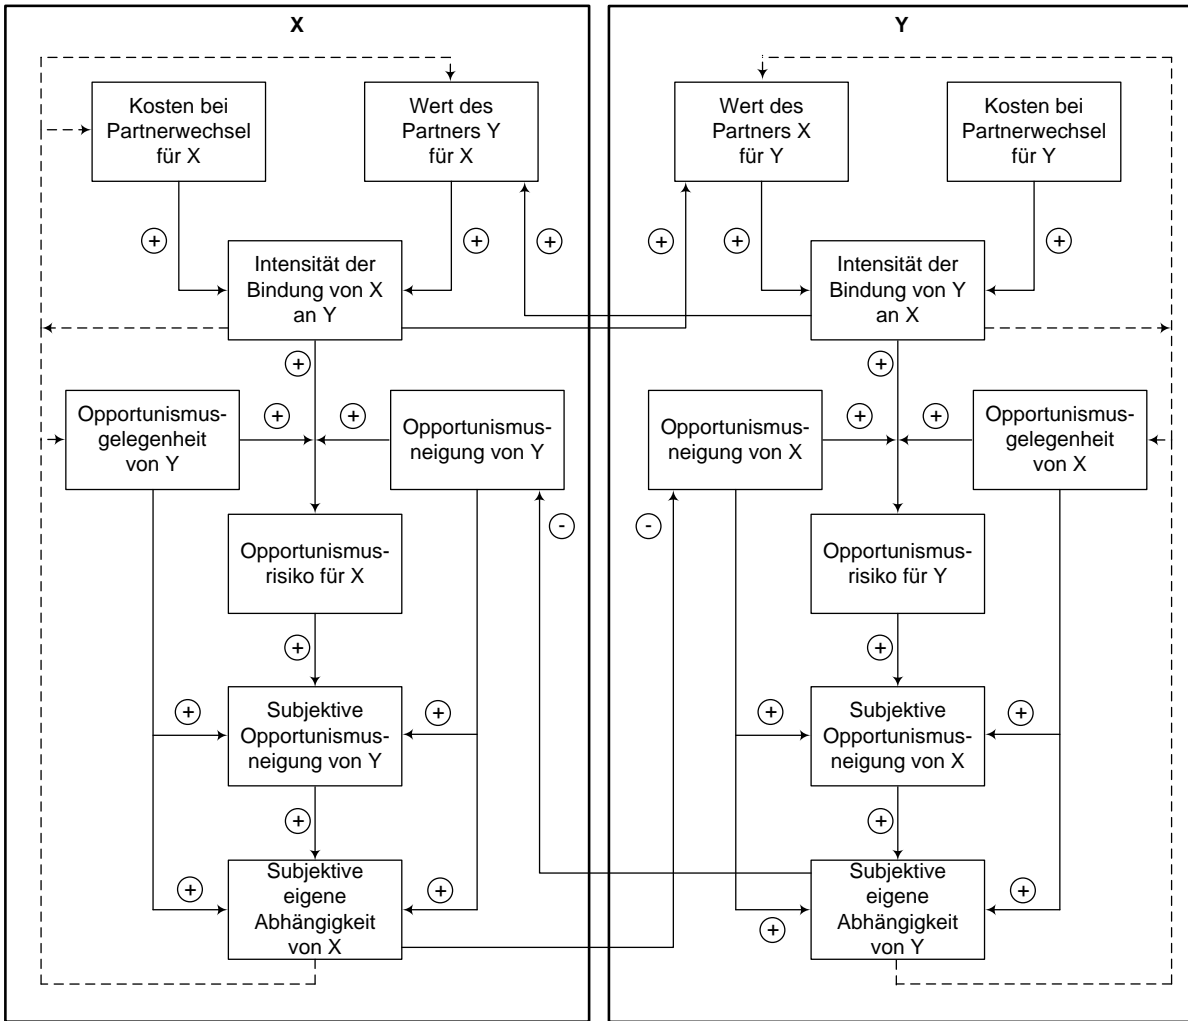 X
Kosten bei
Partnerwechsel
für X
Wert des
Partners Y
für X
+
+
+
Intensität der
Bindung von X
an Y
+
Opportunismus-
gelegenheit
von Y
+
+
Opportunismus-
neigung von Y
-
Opportunismus-
risiko für X
+
+
Subjektive
Opportunismus-
neigung von Y
+
+
+
Subjektive
eigene
Abhängigkeit
von X
+
Y
Wert des
Partners X
für Y
Kosten bei
Partnerwechsel
für Y
+
+
+
Intensität der
Bindung von Y
an X
+
Opportunismus-
neigung von X
+
+
Opportunismus-
gelegenheit
von X
-
Opportunismus-
risiko für Y
+
+
Subjektive
Opportunismus-
neigung von X
+
+
+
Subjektive
eigene
Abhängigkeit
von Y
+